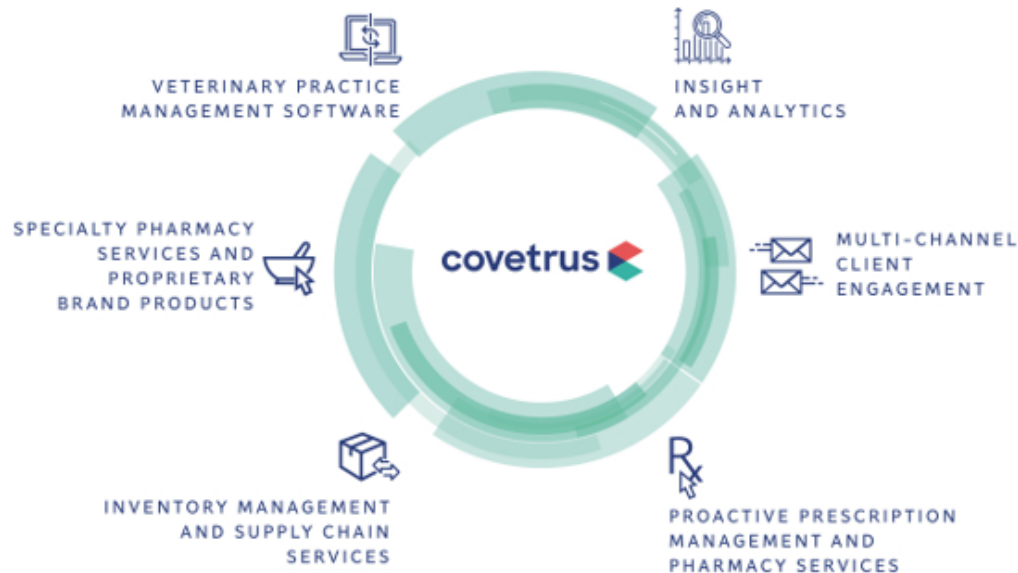 VETERINARY PRACTICE
MANAGEMENT SOFTWARE
INSIGHT
AND ANALYTICS
SPECIALTY PHARMACY
SERVICES AND
PROPRIETARY
BRAND PRODUCTS
covetrus
MULTI-CHANNEL
CLIENT
ENGAGEMENT
INVENTORY MANAGEMENT
AND SUPPLY CHAIN
SERVICES
Rx
PROACTIVE PRESCRIPTION
MANAGEMENT AND
PHARMACY SERVICES